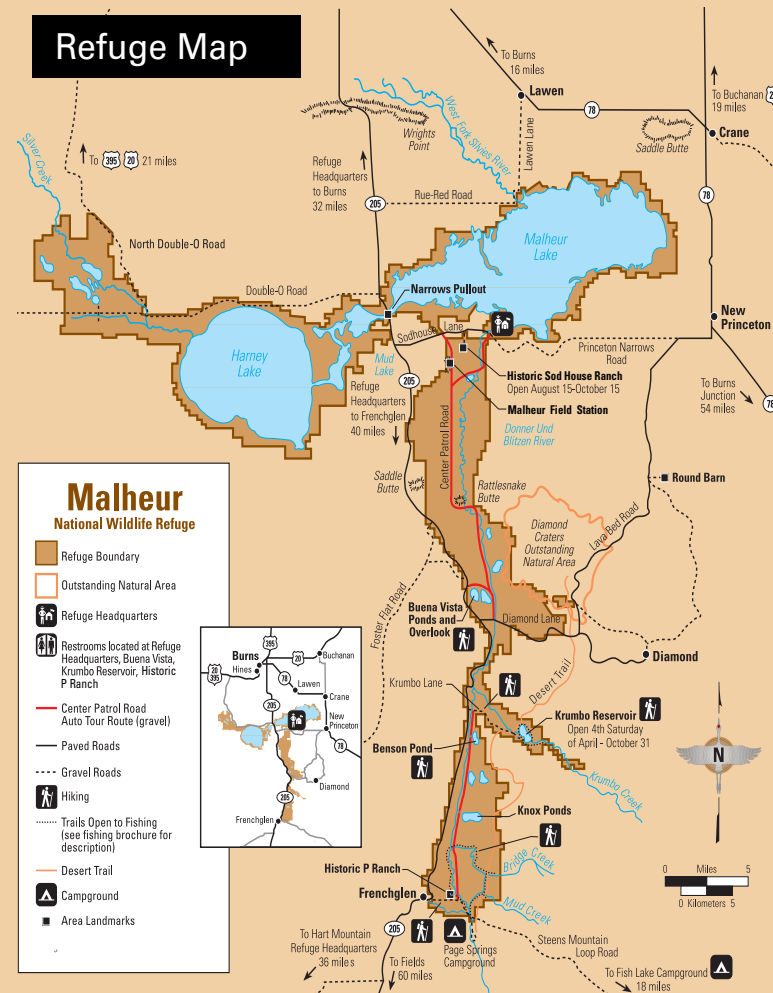 Refuge Map
To Burns
16 miles
Lawen
78
To Buchanan
19 miles
Crane
Saddle Butte
West Fork Silvies River
Wrights
Point
Lawen Lane
Silver Creek
To 395 20 21 miles
Refuge
Headquarters
to Burns
32 miles
205
Rue-Red Road
78
North Double-O Road
Malheur
Lake
Double-O Road
Narrows Pullout
Sodhouse Lane
New
Princeton
Princeton Narrows
Road
Harney
Lake
Mud
Lake
205
Historic Sod House Ranch
Open August 15-October 15
Malheur Field Station
Refuge
Headquarters
to Frenchglen
40 miles
Center Patrol Road
Donner Und
Blitzen River
To Burns
Junction
54 miles
78
Saddle
Butte
Rattlesnake
Butte
Round Barn
Diamond
Craters
Outstanding
Natural Area
Lava Bed Road
Foster Flat Road
Buena Vista
Ponds and
Overlook
Diamond Lane
Diamond
Desert Trail
Krumbo Lane
Krumbo Reservoir
Open 4th Saturday
of April - October 31
Benson Pond
Krumbo Creek
N
Knox Ponds
Bridge Creek
Historic P Ranch
Frenchglen
Mud Creek
0 Miles 5
0 Kilometers 5
205
To Hart Mountain
Refuge Headquarters
36 miles
To Fields
60 miles
Page Springs
Campground
Steens Mountain
Loop Road
To Fish Lake Campground
18 miles
Malheur
National Wildlife Refuge
Refuge Boundary
Outstanding Natural Area
Refuge Headquarters
Restrooms located at Refuge
Headquarters, Buena Vista,
Krumbo Reservoir, Historic
P Ranch
Center Patrol Road
Auto Tour Route (gravel)
Paved Roads
Gravel Roads
Hiking
Trails Open to Fishing
(see fishing brochure for
description)
Desert Trail
Campground
Area Landmarks
395
Burns
20
Buchanan
Hines
20
395
78
Lawen
Crane
205
New
Princeton
78
Diamond
205
Frenchglen